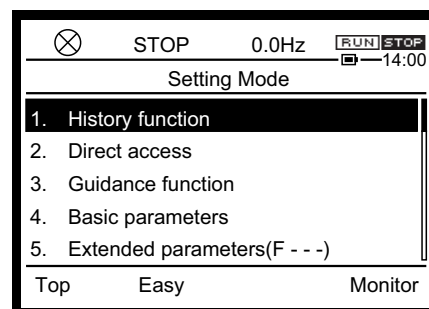 STOP 0.0Hz RUN STOP
14:00
Setting Mode
1. History function
2. Direct access
3. Guidance function
4. Basic parameters
5. Extended parameters(F - - -)
Top Easy Monitor